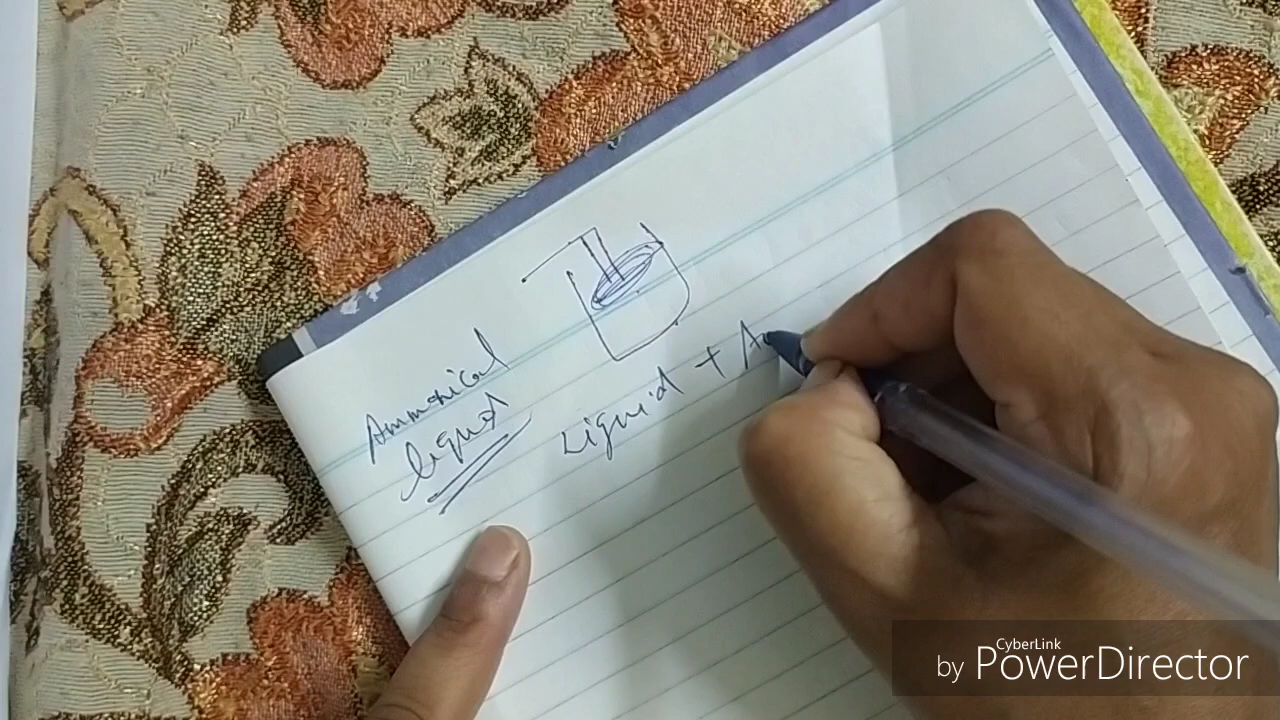 Ammonical
liquid
Liquid + A
CyberLink
by PowerDirector